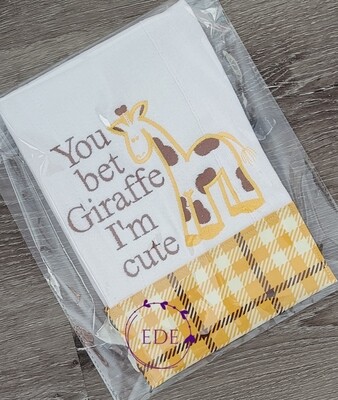 You
bet
Giraffe
I'm
cute
EDE